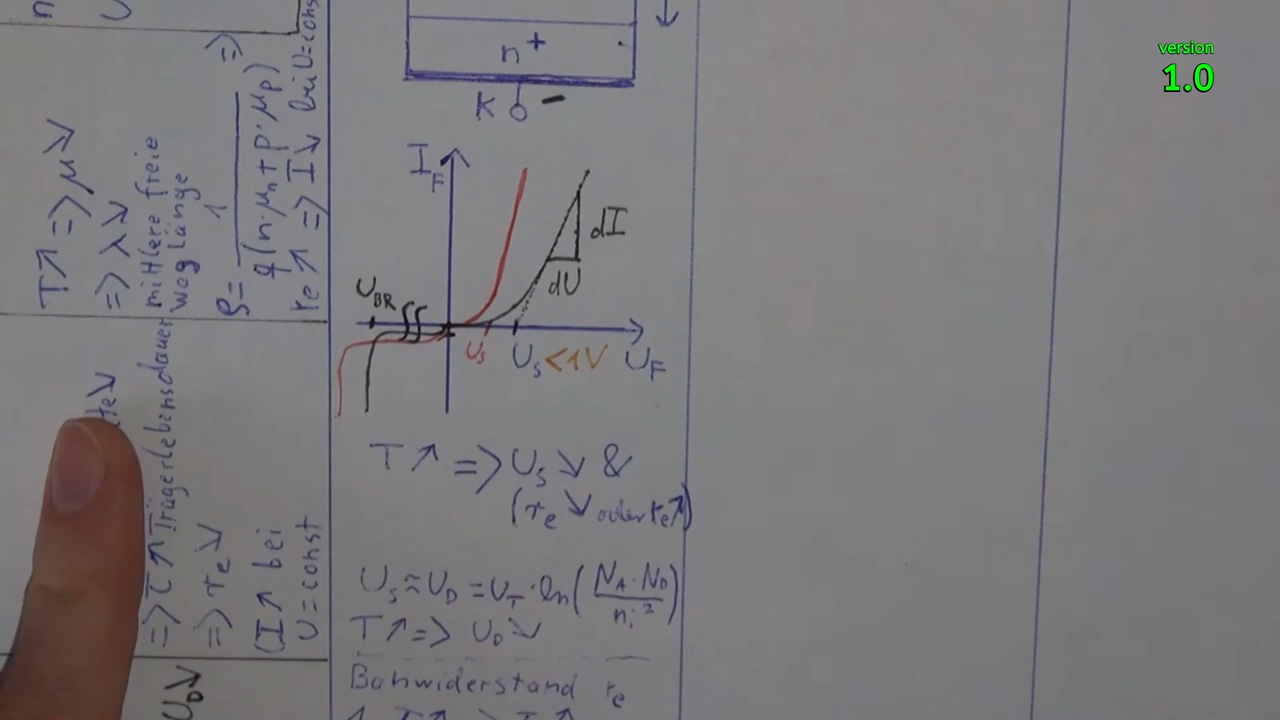 version
1.0
n⁺
K
–
I_F
dI
dU
U_BR
U_S
U_S <1V
U_F
T↗ => U_S ↘ &
(r_e ↘ oder r_e ↗)
U_S ≈ U_D = U_T · ln( N_A · N_D / n_i² )
T↗ => U_D ↘
Bahnwiderstand r_e
T↗ => μ↘
=> λ↘
mittlere freie
Weglänge
ρ = 1 / q(n·μ_n + p·μ_p) =>
r_e ↗ => I↘ bei U=const
=> τ↗ Trägerlebensdauer
=> r_e ↘
(I↗ bei
U=const
U_D↘